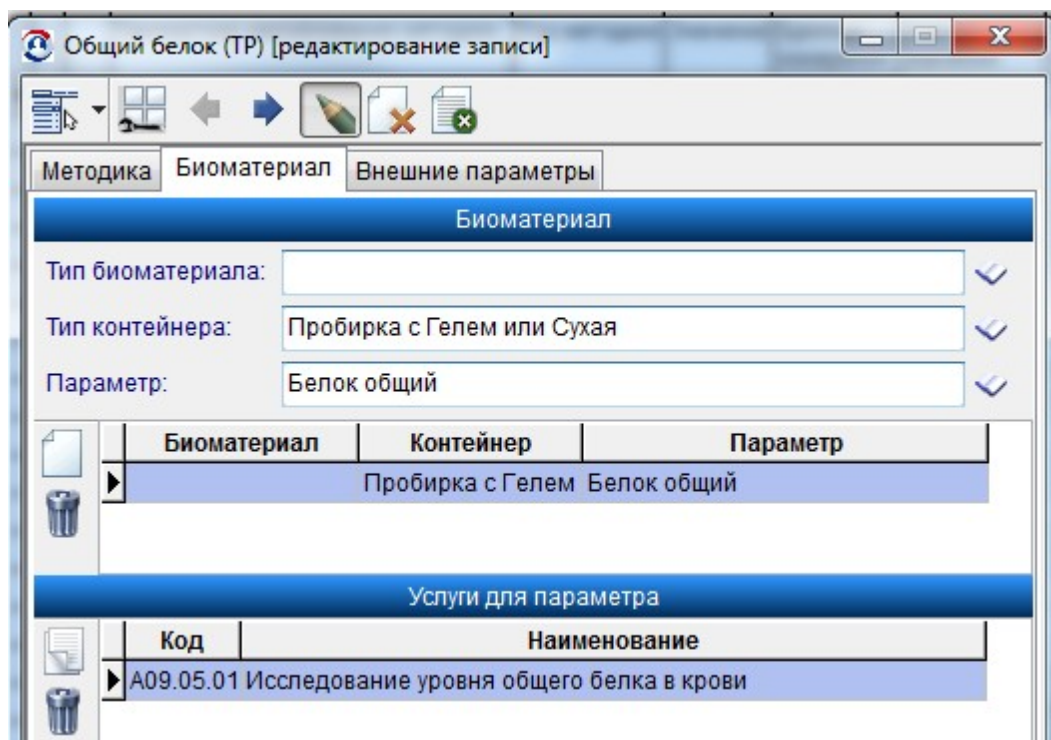 Общий белок (TP) [редактирование записи]
Методика Биоматериал Внешние параметры
Биоматериал
Тип биоматериала:
Тип контейнера: Пробирка с Гелем или Сухая
Параметр: Белок общий
Биоматериал Контейнер Параметр
Пробирка с Гелем Белок общий
Услуги для параметра
Код Наименование
A09.05.01 Исследование уровня общего белка в крови